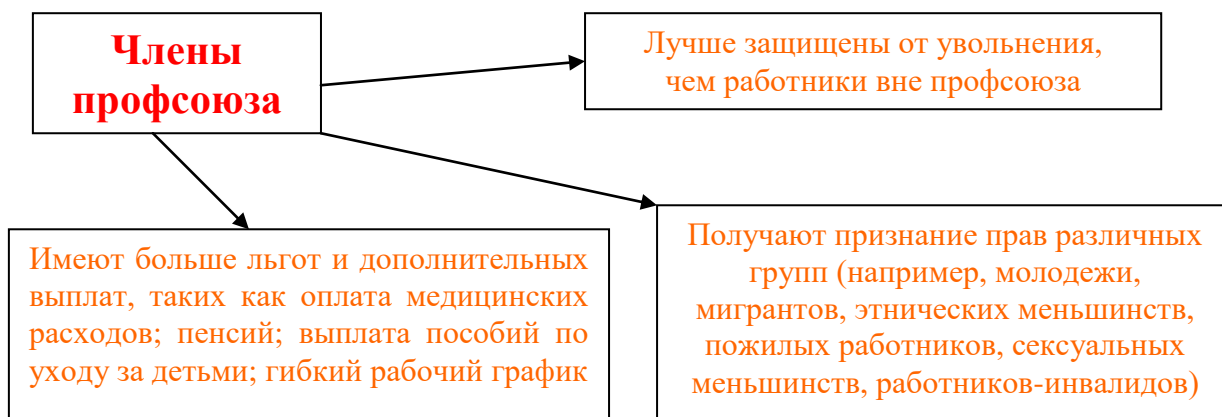 Члены
профсоюза
Лучше защищены от увольнения,
чем работники вне профсоюза
Имеют больше льгот и дополнительных
выплат, таких как оплата медицинских
расходов; пенсий; выплата пособий по
уходу за детьми; гибкий рабочий график
Получают признание прав различных
групп (например, молодежи,
мигрантов, этнических меньшинств,
пожилых работников, сексуальных
меньшинств, работников-инвалидов)